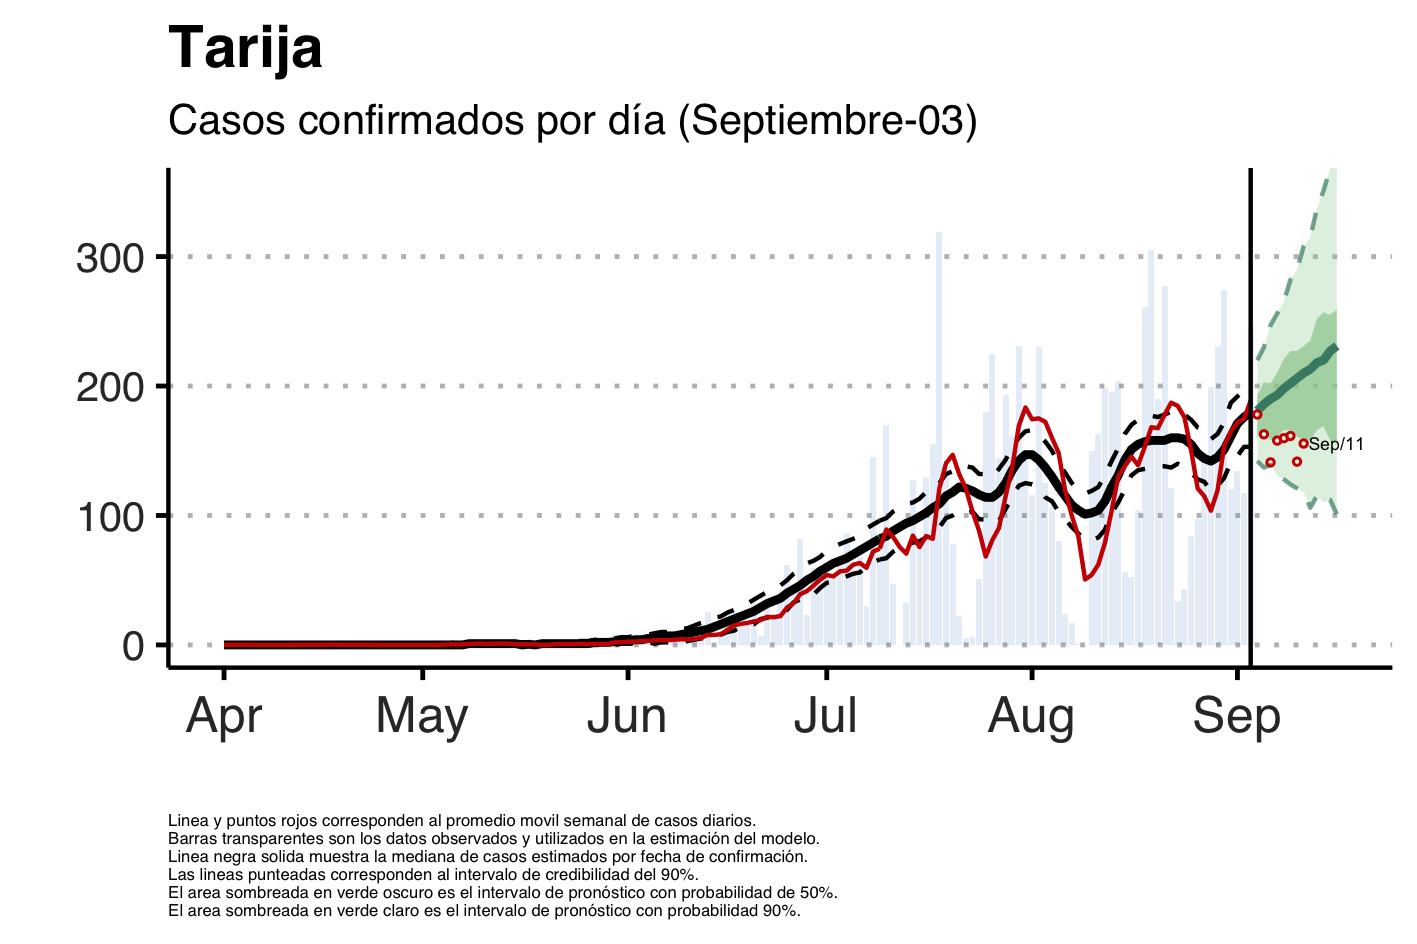 Tarija
Casos confirmados por día (Septiembre-03)
300
200
100
0
Sep/11
Apr May Jun Jul Aug Sep
Linea y puntos rojos corresponden al promedio movil semanal de casos diarios.
Barras transparentes son los datos observados y utilizados en la estimación del modelo.
Linea negra solida muestra la mediana de casos estimados por fecha de confirmación.
Las lineas punteadas corresponden al intervalo de credibilidad del 90%.
El area sombreada en verde oscuro es el intervalo de pronóstico con probabilidad de 50%.
El area sombreada en verde claro es el intervalo de pronóstico con probabilidad 90%.